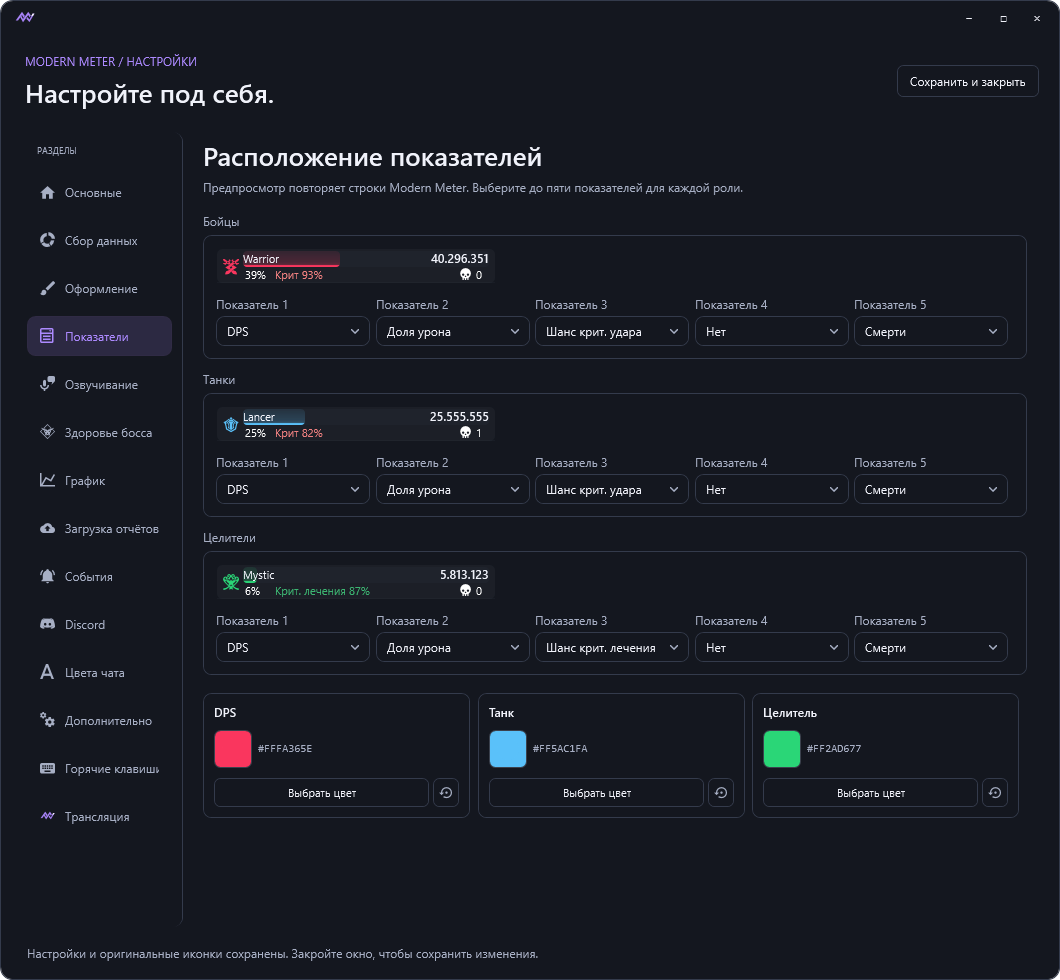 MODERN METER / НАСТРОЙКИ
Настройте под себя.
Сохранить и закрыть
РАЗДЕЛЫ
Основные
Сбор данных
Оформление
Показатели
Озвучивание
Здоровье босса
График
Загрузка отчётов
События
Discord
Цвета чата
Дополнительно
Горячие клавиши
Трансляция
Расположение показателей
Предпросмотр повторяет строки Modern Meter. Выберите до пяти показателей для каждой роли.
Бойцы
Warrior 40.296.351
39% Крит 93% 0
Показатель 1 Показатель 2 Показатель 3 Показатель 4 Показатель 5
DPS Доля урона Шанс крит. удара Нет Смерти
Танки
Lancer 25.555.555
25% Крит 82% 1
Показатель 1 Показатель 2 Показатель 3 Показатель 4 Показатель 5
DPS Доля урона Шанс крит. удара Нет Смерти
Целители
Mystic 5.813.123
6% Крит. лечения 87% 0
Показатель 1 Показатель 2 Показатель 3 Показатель 4 Показатель 5
DPS Доля урона Шанс крит. лечения Нет Смерти
DPS Танк Целитель
#FFFA365E #FF5AC1FA #FF2AD677
Выбрать цвет Выбрать цвет Выбрать цвет
Настройки и оригинальные иконки сохранены. Закройте окно, чтобы сохранить изменения.